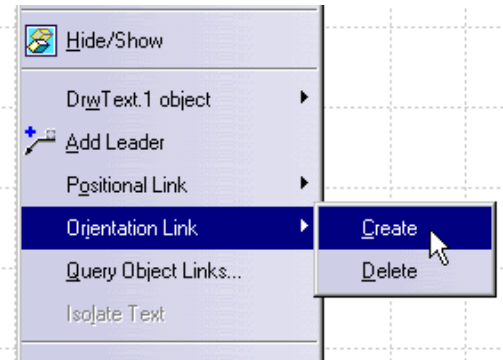 Hide/Show
DrwText.1 object
Add Leader
Positional Link
Orientation Link
Create
Query Object Links...
Delete
Isolate Text